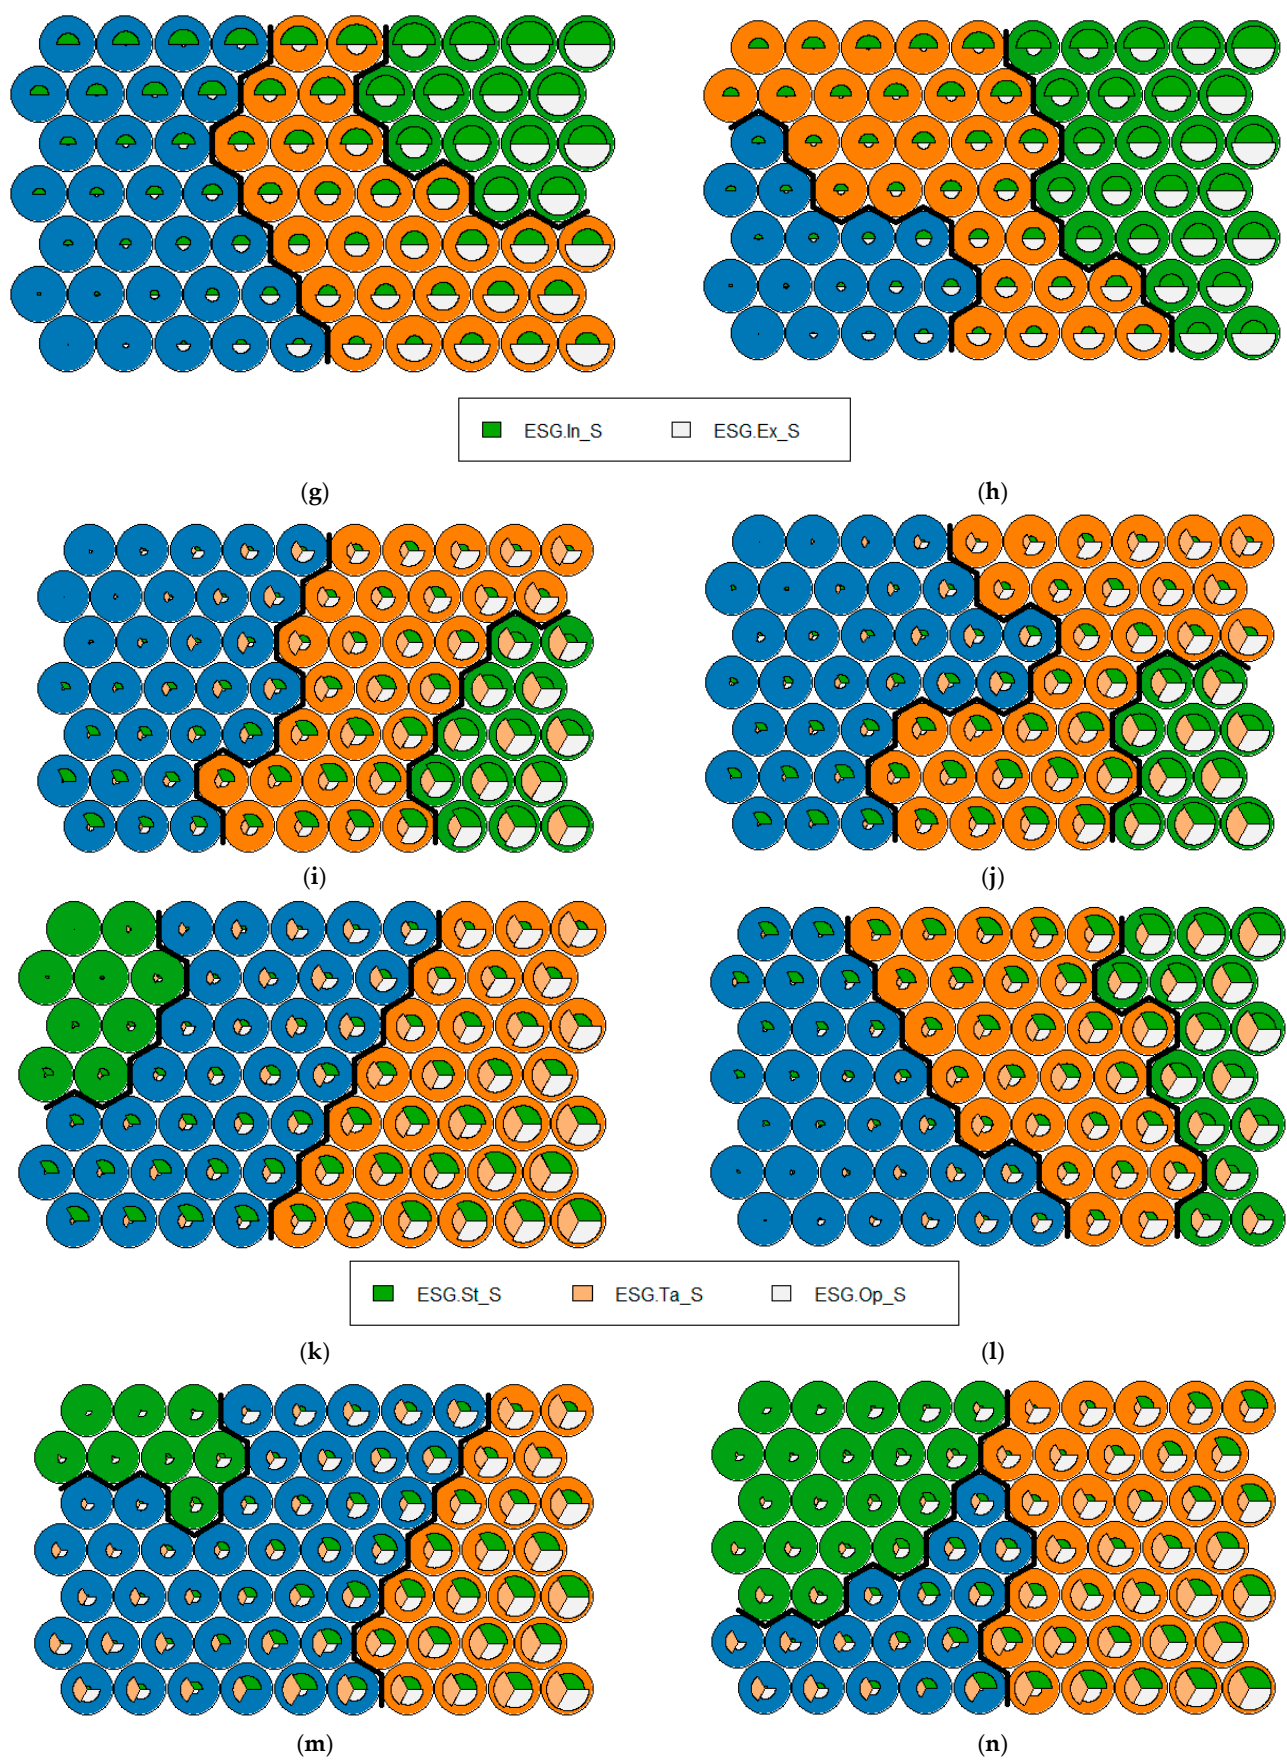 ESG.In_S ESG.Ex_S
(g) (h)
(i) (j)
ESG.St_S ESG.Ta_S ESG.Op_S
(k) (l)
(m) (n)